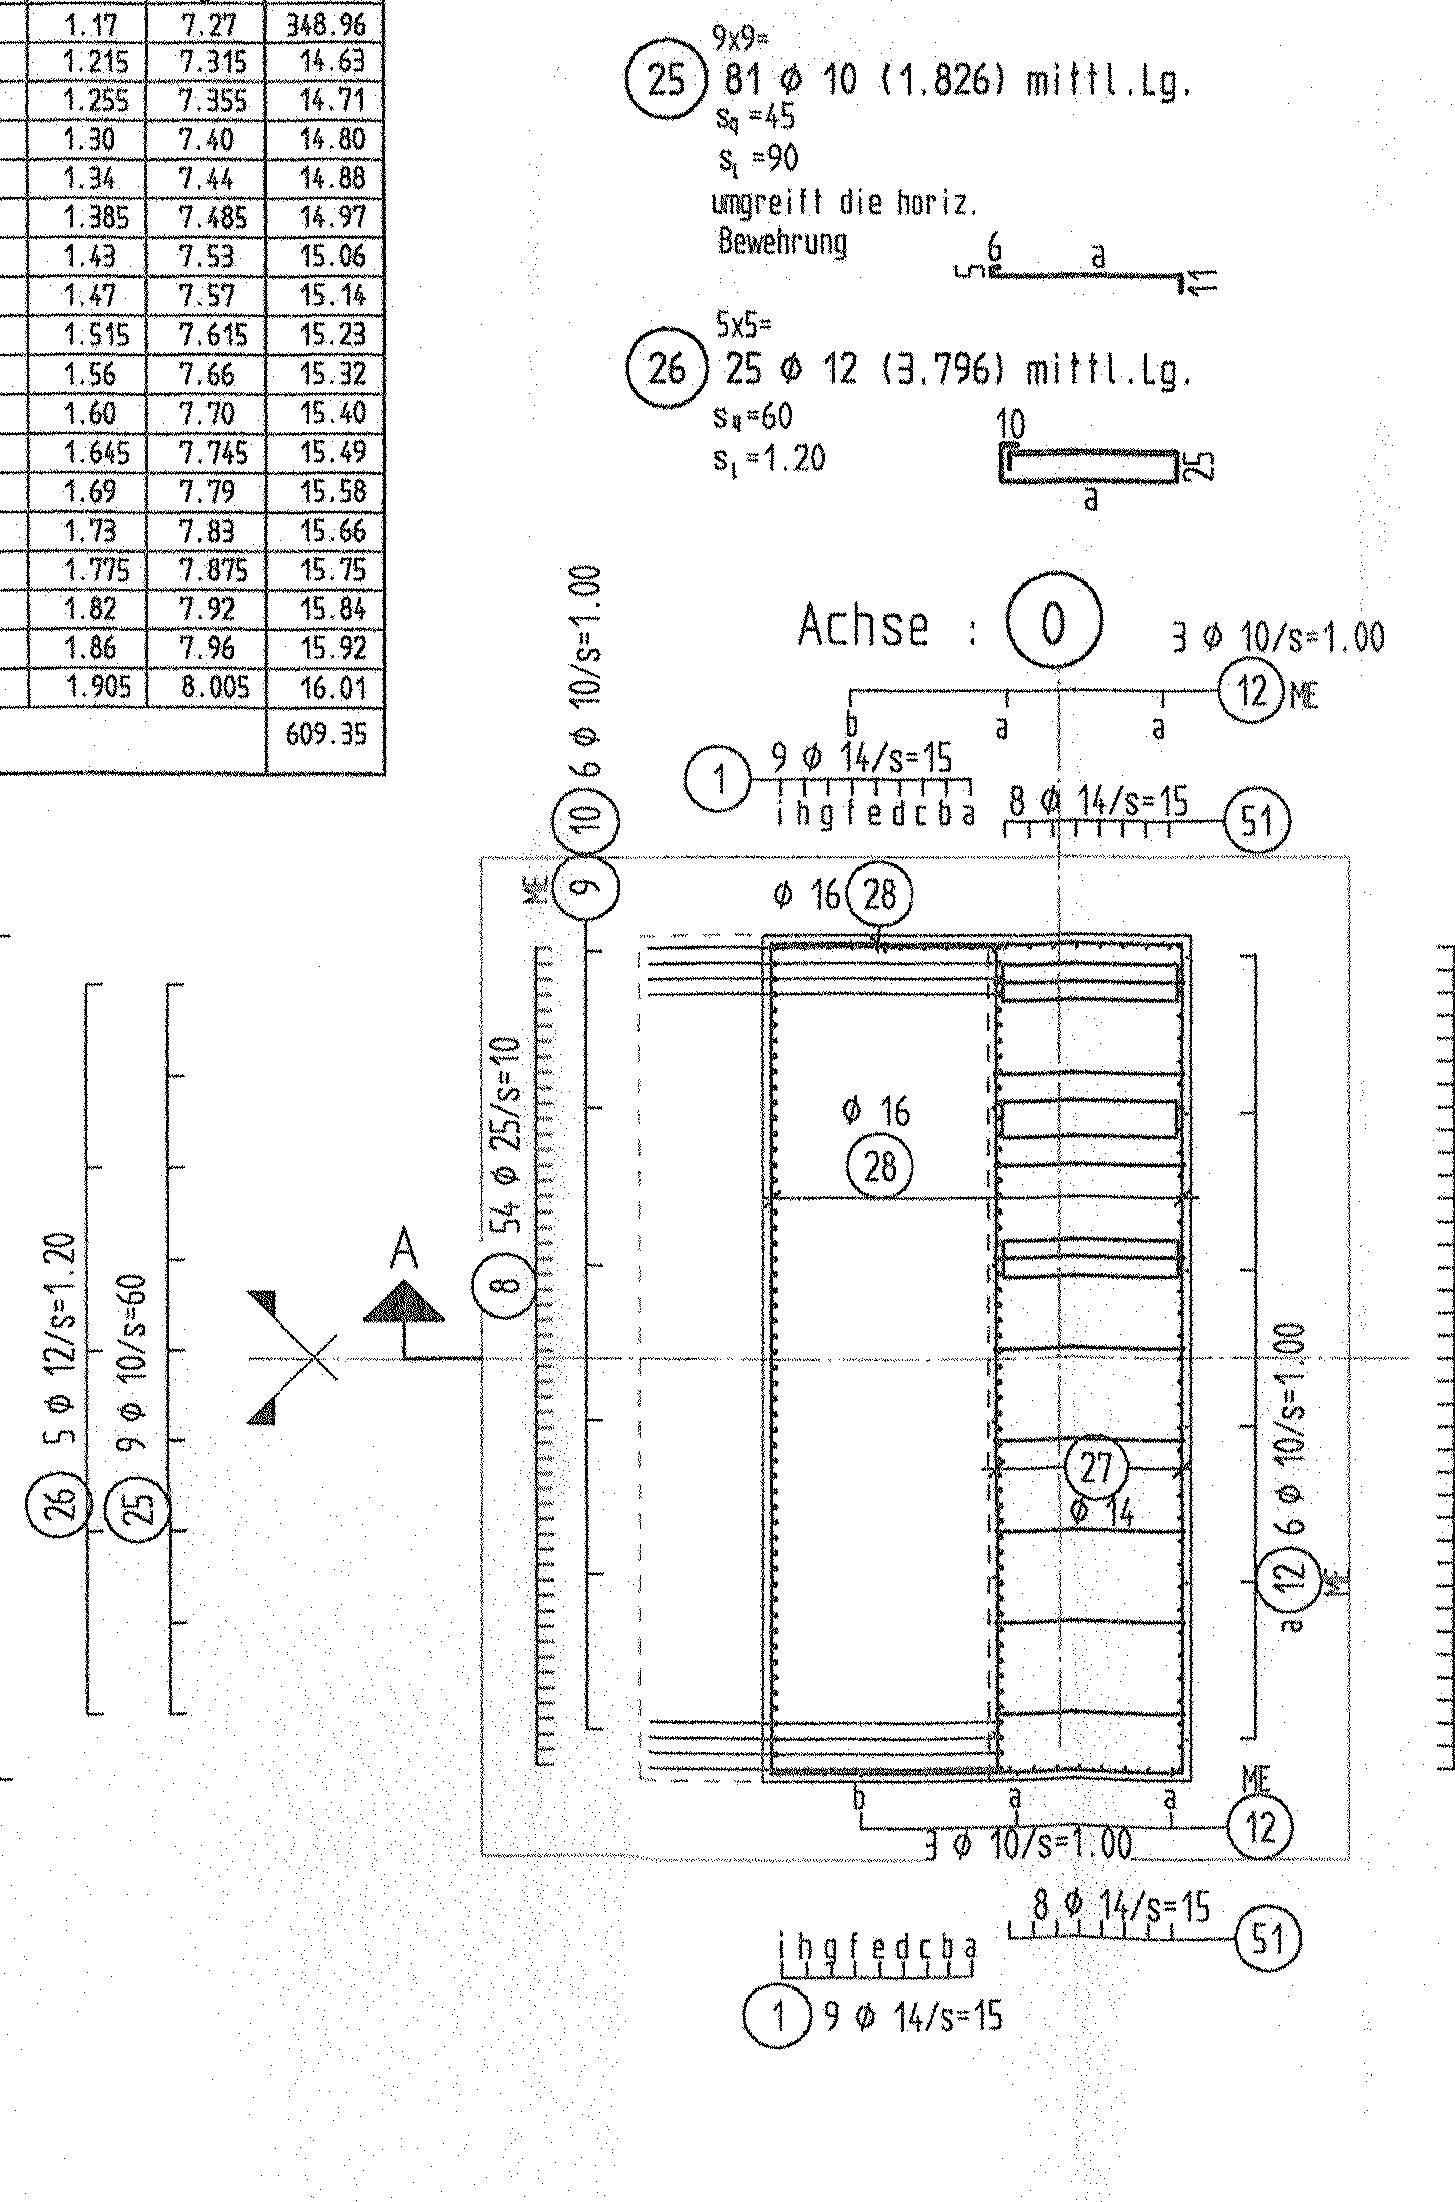 1.17 7.27 348.96
1.215 7.315 14.63
1.255 7.355 14.71
1.30 7.40 14.80
1.34 7.44 14.88
1.385 7.485 14.97
1.43 7.53 15.06
1.47 7.57 15.14
1.515 7.615 15.23
1.56 7.66 15.32
1.60 7.70 15.40
1.645 7.745 15.49
1.69 7.79 15.58
1.73 7.83 15.66
1.775 7.875 15.75
1.82 7.92 15.84
1.86 7.96 15.92
1.905 8.005 16.01
609.35
9x9=
25 81 ϕ 10 (1.826) mittl.Lg.
sq =45
sl =90
umgreift die horiz.
Bewehrung
5 6 a 11
5x5=
26 25 ϕ 12 (3.796) mittl.Lg.
sq=60
sl=1.20
10
25
a
Achse : 0
3 ϕ 10/s=1.00
12 ME
b a a
1 9 ϕ 14/s=15
i h g f e d c b a
8 ϕ 14/s=15 51
10 6 ϕ 10/s=1.00
9 ME
ϕ 16 28
8 54 ϕ 25/s=10
ϕ 16
28
A
26 5 ϕ 12/s=1.20
25 9 ϕ 10/s=60
27
ϕ 14
a 12 6 ϕ 10/s=1.00
ME
ME
b a a
12
3 ϕ 10/s=1.00
8 ϕ 14/s=15
51
i h g f e d c b a
1 9 ϕ 14/s=15